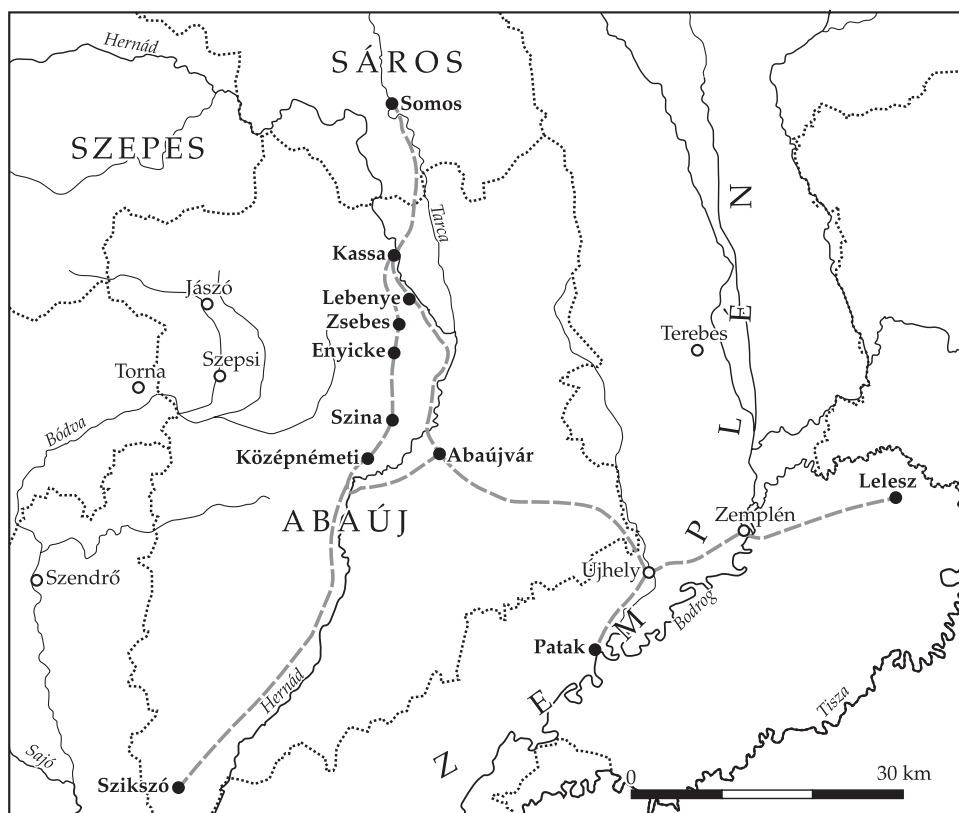 Hernád
SÁROS
Somos
SZEPES
Tarca
Kassa
Jászó
Lebenye
Zsebes
Terebes
Enyicke
Szepsi
Torna
Szina
Bódva
Középnémeti
Abaújvár
Lelesz
ABAÚJ
Zemplén
Szendrő
Újhely
Bodrog
Patak
ZEMPLÉN
Hernád
Tisza
Sajó
Szikszó
0
30 km